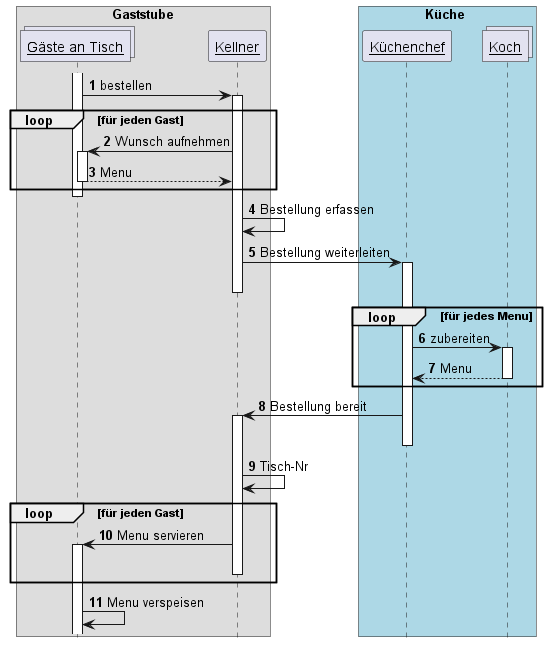 Gaststube Küche
Gäste an Tisch Kellner Küchenchef Koch
1 bestellen
loop [für jeden Gast]
2 Wunsch aufnehmen
3 Menu
4 Bestellung erfassen
5 Bestellung weiterleiten
loop [für jedes Menu]
6 zubereiten
7 Menu
8 Bestellung bereit
9 Tisch-Nr
loop [für jeden Gast]
10 Menu servieren
11 Menu verspeisen